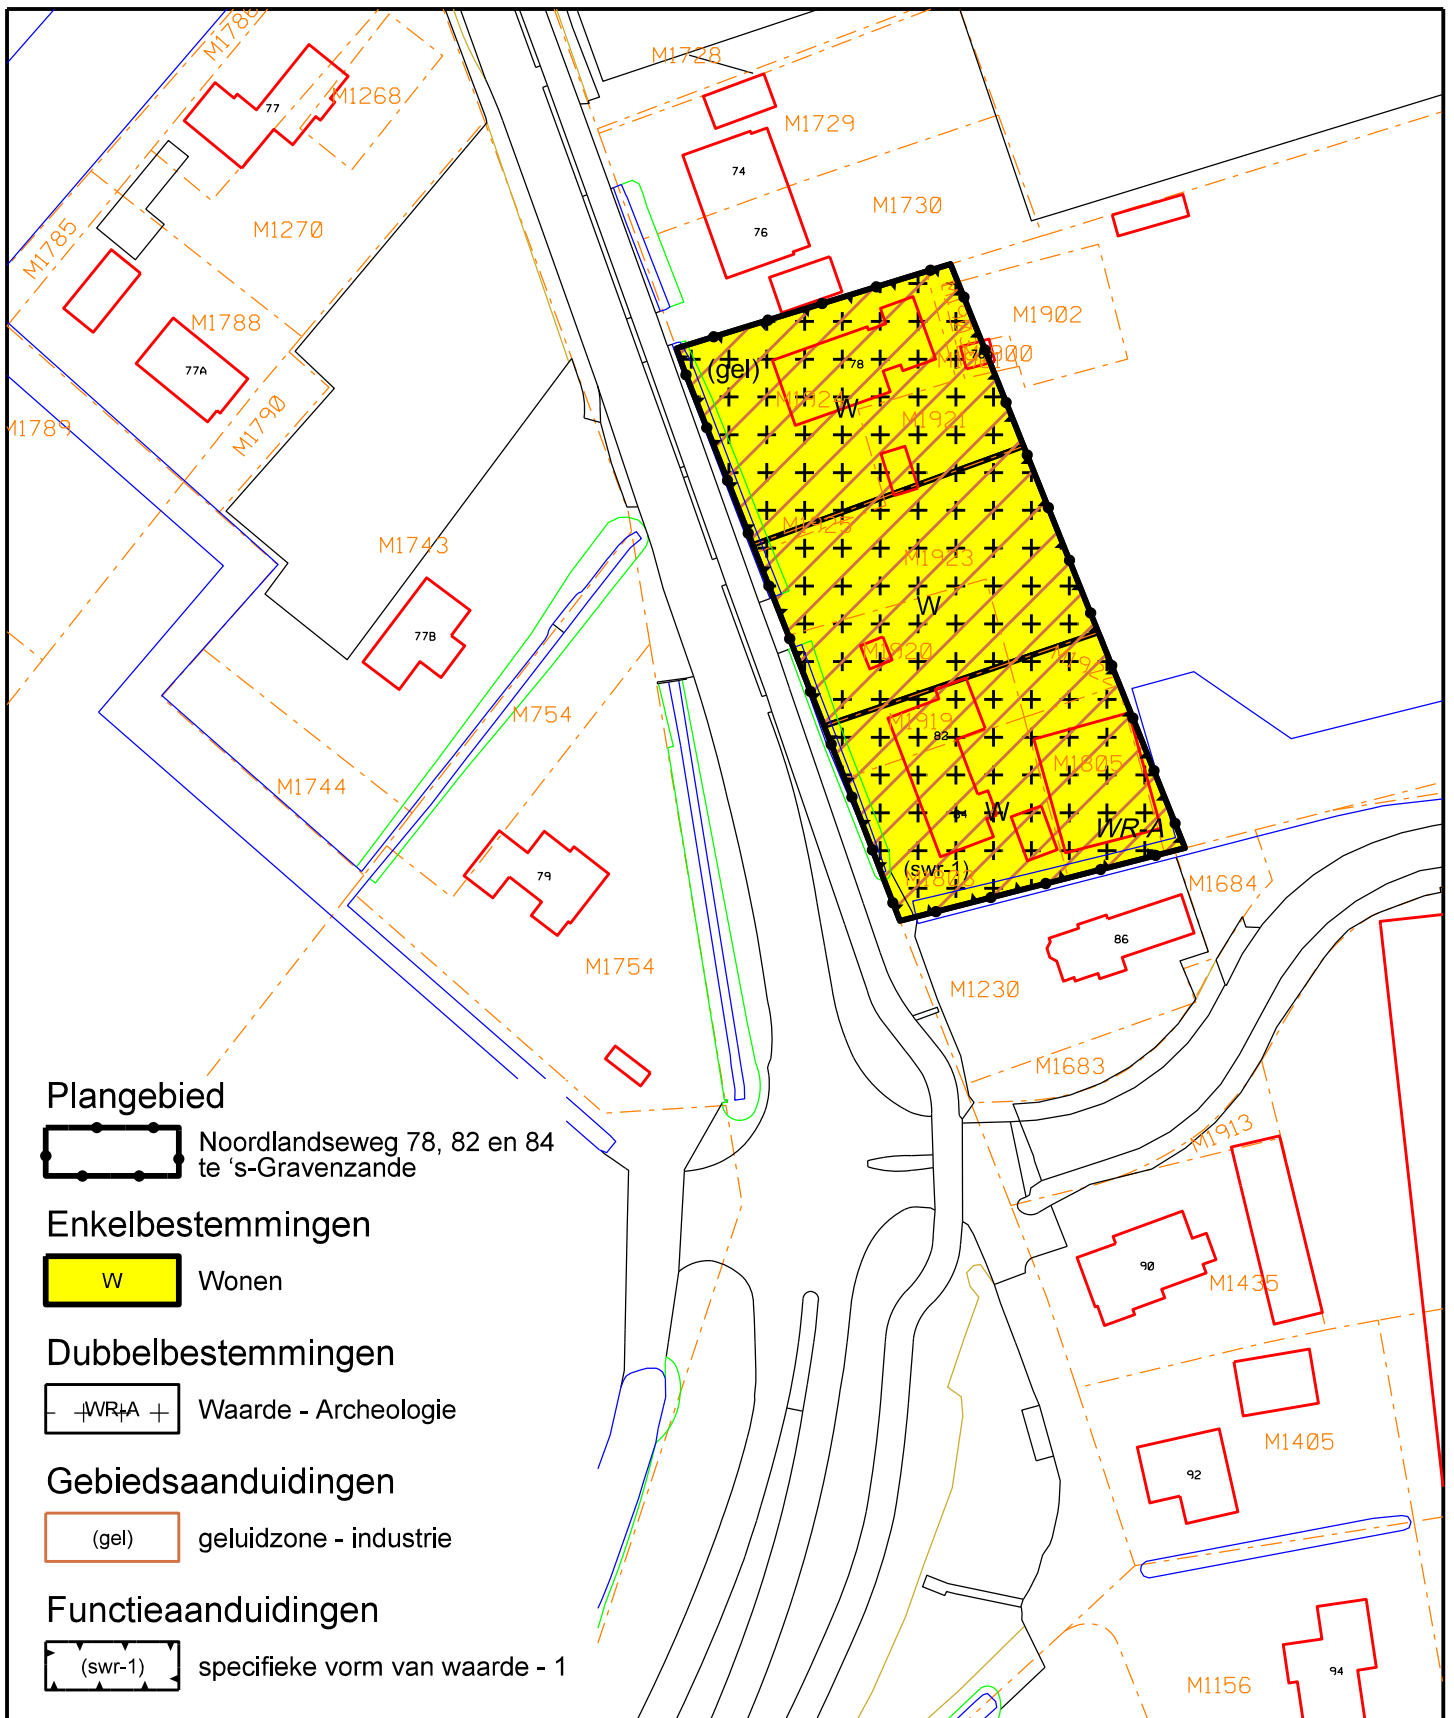 M1786
M1728
77
M1268
M1729
74
M1730
76
M1785
M1270
M1902
M1788
77A
(gel)
78
W
M1921
M1789
M1790
M1925
M1743
M1923
W
77B
M1920
M754
M1919
82
M1744
M1805
84
W
WR-A
79
(swr-1)
M1684
86
M1754
M1230
M1683
M1913
90
M1435
M1405
92
M1156
94
Plangebied
Noordlandseweg 78, 82 en 84
te ‘s-Gravenzande
Enkelbestemmingen
W
Wonen
Dubbelbestemmingen
WR-A
Waarde - Archeologie
Gebiedsaanduidingen
(gel)
geluidzone - industrie
Functieaanduidingen
(swr-1)
specifieke vorm van waarde - 1